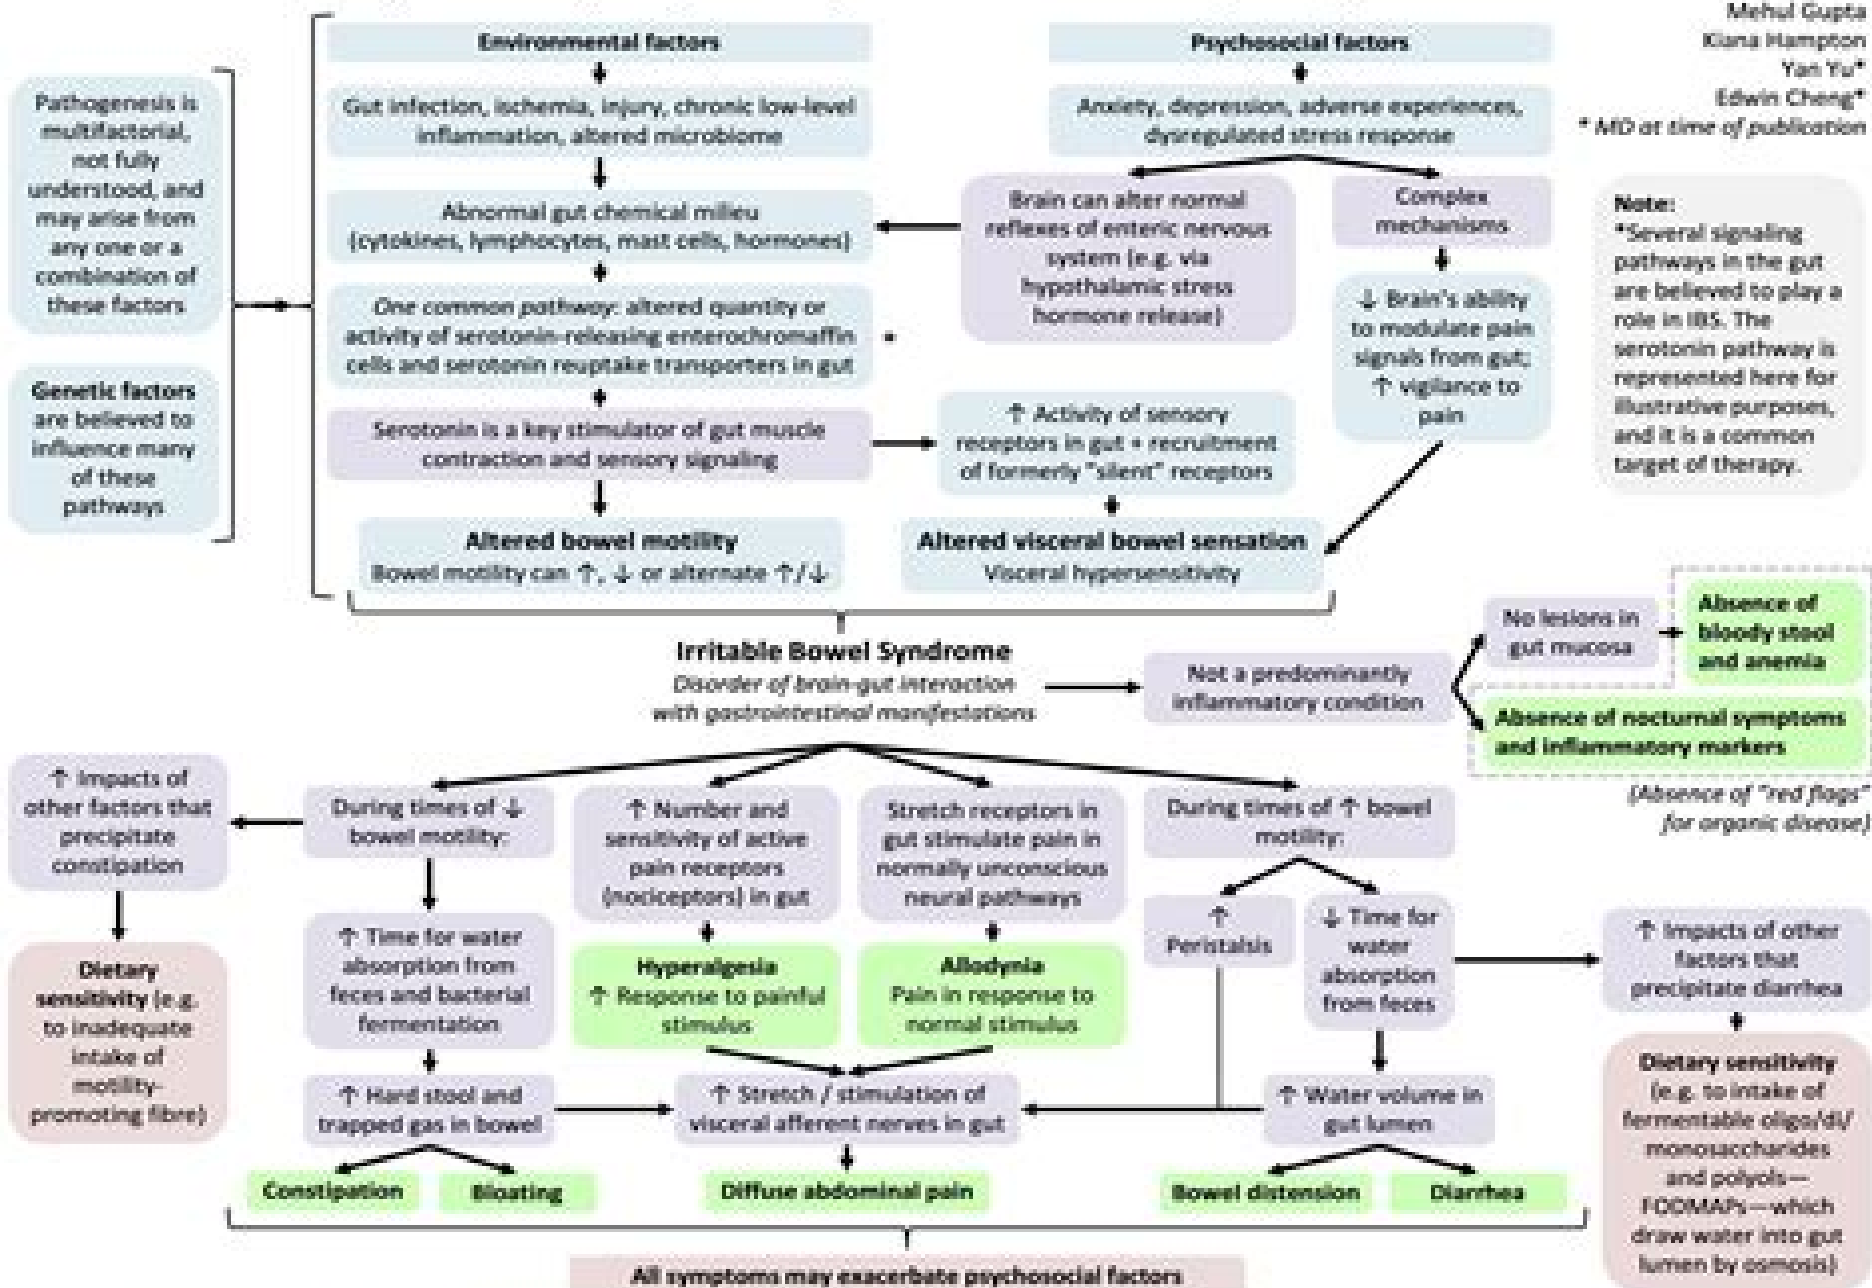 Mehul Gupta
Kiana Hampton
Yan Yu*
Edwin Cheng*
* MD at time of publication
Pathogenesis is
multifactorial,
not fully
understood, and
may arise from
any one or a
combination of
these factors
Genetic factors
are believed to
influence many
of these
pathways
Environmental factors
Gut infection, ischemia, injury, chronic low-level
inflammation, altered microbiome
Abnormal gut chemical milieu
(cytokines, lymphocytes, mast cells, hormones)
One common pathway: altered quantity or
activity of serotonin-releasing enterochromaffin
cells and serotonin reuptake transporters in gut
*
Serotonin is a key stimulator of gut muscle
contraction and sensory signaling
Altered bowel motility
Bowel motility can ↑, ↓ or alternate ↑/↓
Psychosocial factors
Anxiety, depression, adverse experiences,
dysregulated stress response
Brain can alter normal
reflexes of enteric nervous
system (e.g. via
hypothalamic stress
hormone release)
Complex
mechanisms
↓ Brain's ability
to modulate pain
signals from gut;
↑ vigilance to
pain
↑ Activity of sensory
receptors in gut + recruitment
of formerly "silent" receptors
Altered visceral bowel sensation
Visceral hypersensitivity
Note:
*Several signaling
pathways in the gut
are believed to play a
role in IBS. The
serotonin pathway is
represented here for
illustrative purposes,
and it is a common
target of therapy.
Irritable Bowel Syndrome
Disorder of brain-gut interaction
with gastrointestinal manifestations
Not a predominantly
inflammatory condition
No lesions in
gut mucosa
Absence of
bloody stool
and anemia
Absence of nocturnal symptoms
and inflammatory markers
(Absence of "red flags"
for organic disease)
↑ Impacts of
other factors that
precipitate
constipation
Dietary
sensitivity (e.g.
to inadequate
intake of
motility-
promoting fibre)
During times of ↓
bowel motility:
↑ Time for water
absorption from
feces and bacterial
fermentation
↑ Hard stool and
trapped gas in bowel
Constipation
Bloating
↑ Number and
sensitivity of active
pain receptors
(nociceptors) in gut
Hyperalgesia
↑ Response to painful
stimulus
Stretch receptors in
gut stimulate pain in
normally unconscious
neural pathways
Allodynia
Pain in response to
normal stimulus
↑ Stretch / stimulation of
visceral afferent nerves in gut
Diffuse abdominal pain
During times of ↑ bowel
motility:
↑
Peristalsis
↓ Time for
water
absorption
from feces
↑ Water volume in
gut lumen
Bowel distension
Diarrhea
↑ Impacts of other
factors that
precipitate diarrhea
Dietary sensitivity
(e.g. to intake of
fermentable oligo/di/
monosaccharides
and polyols—
FODMAPs—which
draw water into gut
lumen by osmosis)
All symptoms may exacerbate psychosocial factors